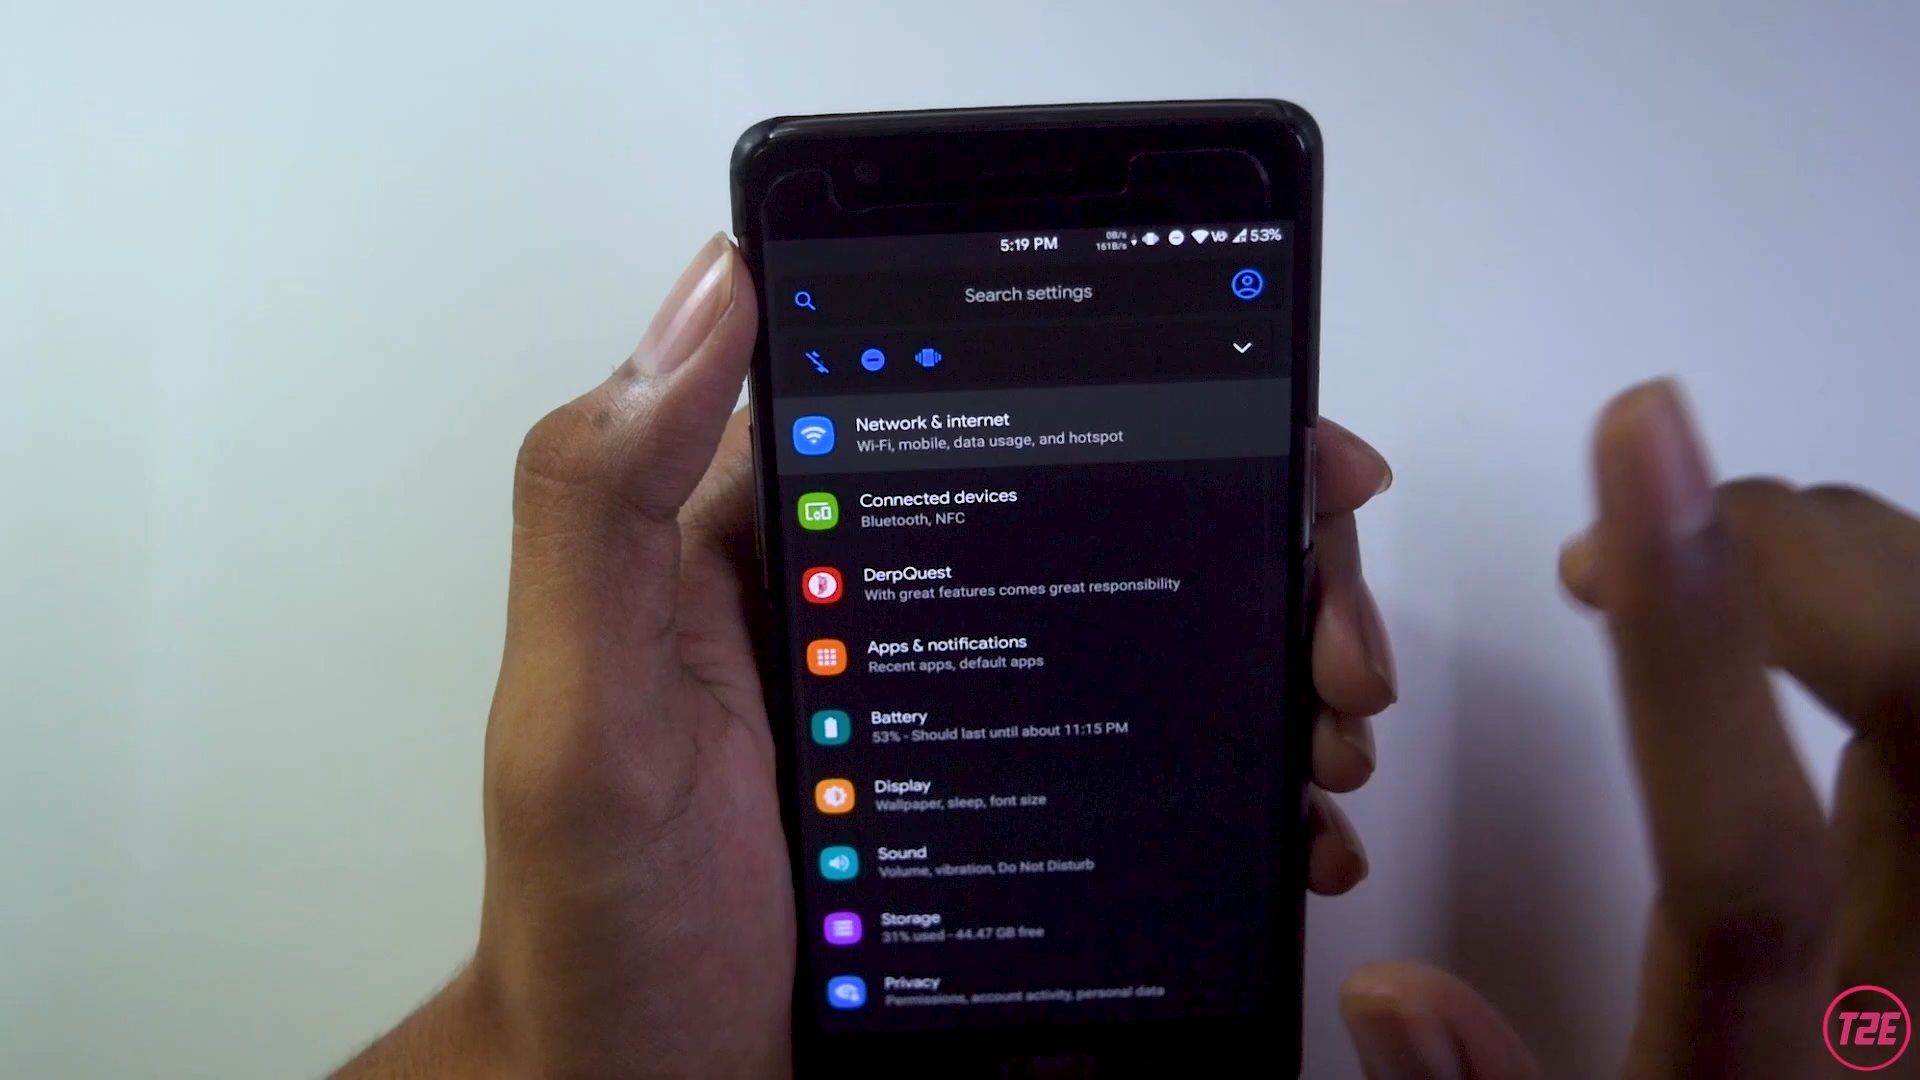 5:19 PM
0B/s
161B/s
53%
Search settings
Network & internet
Wi-Fi, mobile, data usage, and hotspot
Connected devices
Bluetooth, NFC
DerpQuest
With great features comes great responsibility
Apps & notifications
Recent apps, default apps
Battery
53% - Should last until about 11:15 PM
Display
Wallpaper, sleep, font size
Sound
Volume, vibration, Do Not Disturb
Storage
31% used - 44.47 GB free
Privacy
Permissions, account activity, personal data
T2E